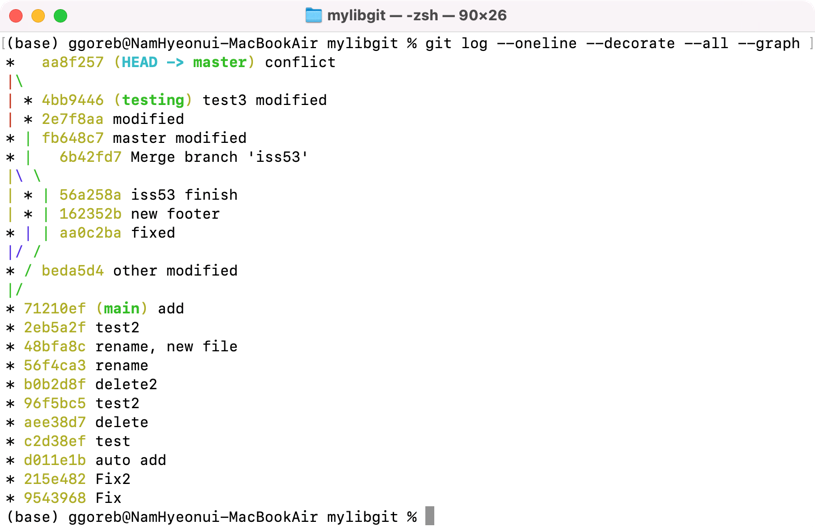 mylibgit — -zsh — 90×26
(base) ggoreb@NamHyeonui-MacBookAir mylibgit % git log --oneline --decorate --all --graph
*   aa8f257 (HEAD -> master) conflict
|\
| * 4bb9446 (testing) test3 modified
| * 2e7f8aa modified
* | fb648c7 master modified
* |   6b42fd7 Merge branch 'iss53'
|\ \
| * | 56a258a iss53 finish
| * | 162352b new footer
* | | aa0c2ba fixed
|/ /
* / beda5d4 other modified
|/
* 71210ef (main) add
* 2eb5a2f test2
* 48bfa8c rename, new file
* 56f4ca3 rename
* b0b2d8f delete2
* 96f5bc5 test2
* aee38d7 delete
* c2d38ef test
* d011e1b auto add
* 215e482 Fix2
* 9543968 Fix
(base) ggoreb@NamHyeonui-MacBookAir mylibgit %